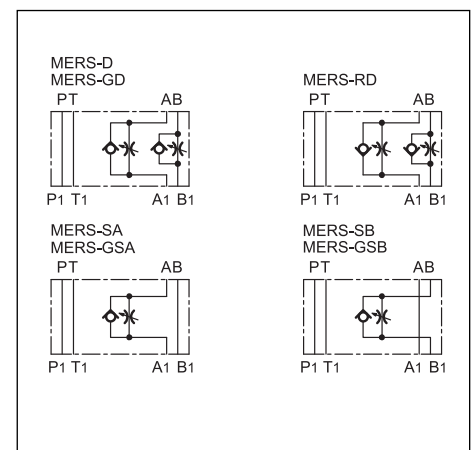 MERS-D
MERS-GD
PT AB
P1 T1 A1 B1
MERS-RD
PT AB
P1 T1 A1 B1
MERS-SA
MERS-GSA
PT AB
P1 T1 A1 B1
MERS-SB
MERS-GSB
PT AB
P1 T1 A1 B1